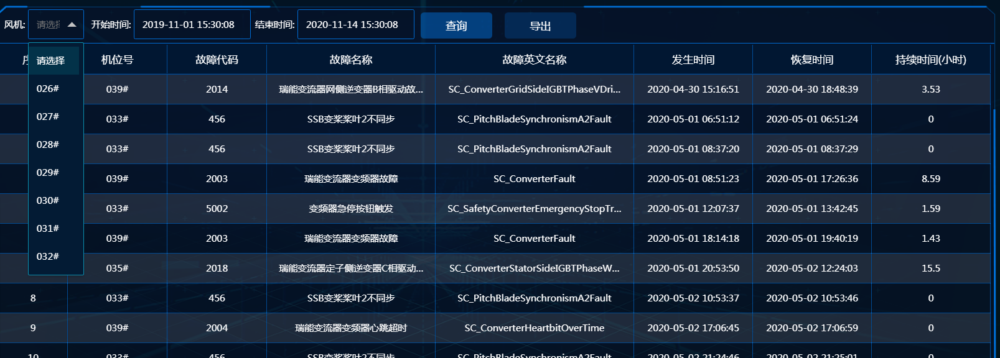 风机: 请选择 开始时间: 2019-11-01 15:30:08 结束时间: 2020-11-14 15:30:08 查询 导出
请选择
026#
027#
028#
029#
030#
031#
032#
机位号 故障代码 故障名称 故障英文名称 发生时间 恢复时间 持续时间(小时)
039# 2014 瑞能变流器网侧逆变器B相驱动故... SC_ConverterGridSideIGBTPhaseVDri... 2020-04-30 15:16:51 2020-04-30 18:48:39 3.53
033# 456 SSB变桨桨叶2不同步 SC_PitchBladeSynchronismA2Fault 2020-05-01 06:51:12 2020-05-01 06:51:24 0
033# 456 SSB变桨桨叶2不同步 SC_PitchBladeSynchronismA2Fault 2020-05-01 08:37:20 2020-05-01 08:37:29 0
039# 2003 瑞能变流器变频器故障 SC_ConverterFault 2020-05-01 08:51:23 2020-05-01 17:26:36 8.59
033# 5002 变频器急停按钮触发 SC_SafetyConverterEmergencyStopTr... 2020-05-01 12:07:37 2020-05-01 13:42:45 1.59
039# 2003 瑞能变流器变频器故障 SC_ConverterFault 2020-05-01 18:14:18 2020-05-01 19:40:19 1.43
035# 2018 瑞能变流器定子侧逆变器C相驱动... SC_ConverterStatorSideIGBTPhaseW... 2020-05-01 20:53:50 2020-05-02 12:24:03 15.5
8 033# 456 SSB变桨桨叶2不同步 SC_PitchBladeSynchronismA2Fault 2020-05-02 10:53:37 2020-05-02 10:53:46 0
9 039# 2004 瑞能变流器变频器心跳超时 SC_ConverterHeartbitOverTime 2020-05-02 17:06:45 2020-05-02 17:06:59 0
10 033# 456 SSB变桨桨叶2不同步 SC_PitchBladeSynchronismA2Fault 2020-05-02 21:24:46 2020-05-02 21:25:01 0